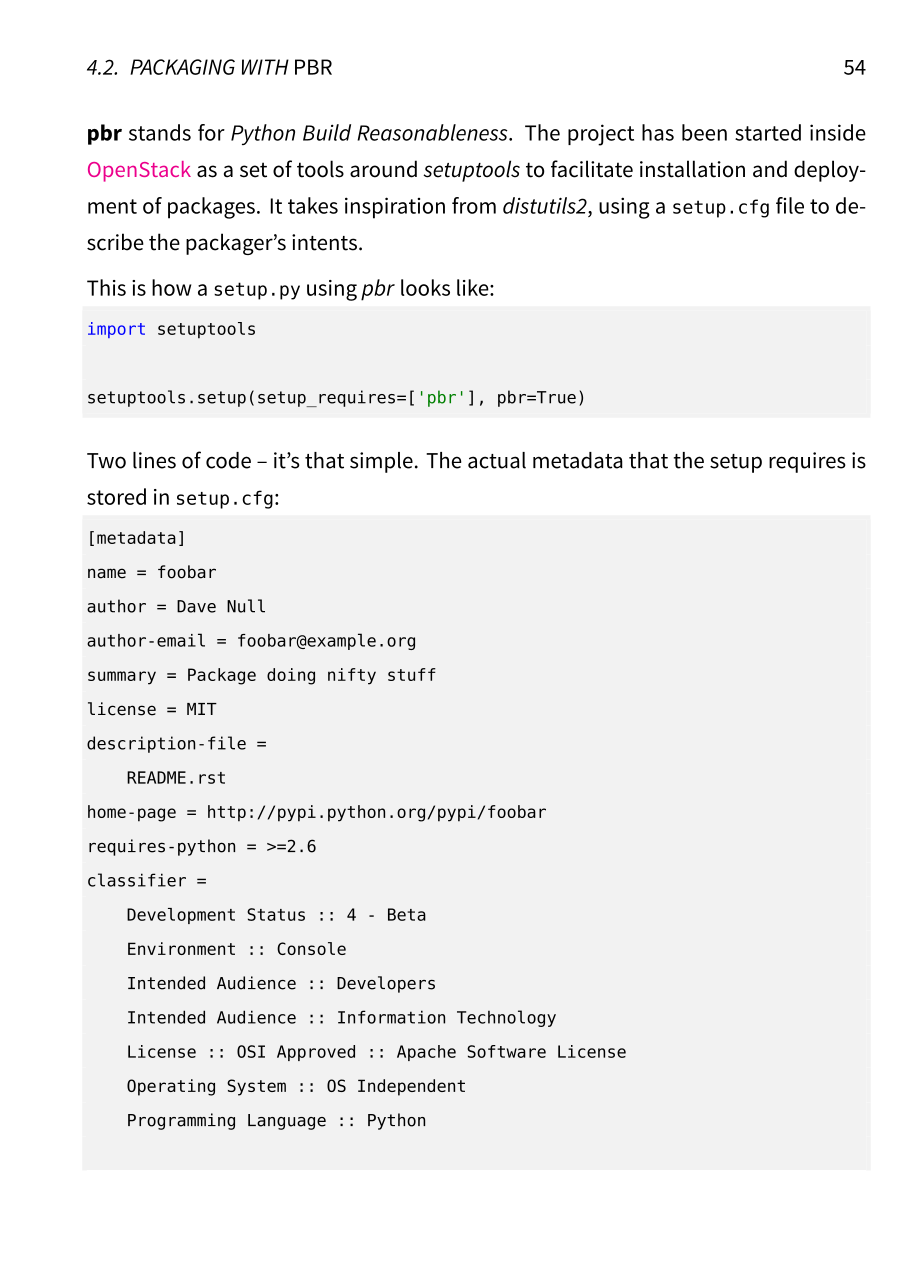 4.2. PACKAGING WITH PBR 54
pbr stands for Python Build Reasonableness. The project has been started inside
OpenStack as a set of tools around setuptools to facilitate installation and deploy-
ment of packages. It takes inspiration from distutils2, using a setup.cfg file to de-
scribe the packager’s intents.
This is how a setup.py using pbr looks like:
import setuptools
setuptools.setup(setup_requires=['pbr'], pbr=True)
Two lines of code – it’s that simple. The actual metadata that the setup requires is
stored in setup.cfg:
[metadata]
name = foobar
author = Dave Null
author-email = foobar@example.org
summary = Package doing nifty stuff
license = MIT
description-file =
    README.rst
home-page = http://pypi.python.org/pypi/foobar
requires-python = >=2.6
classifier =
    Development Status :: 4 - Beta
    Environment :: Console
    Intended Audience :: Developers
    Intended Audience :: Information Technology
    License :: OSI Approved :: Apache Software License
    Operating System :: OS Independent
    Programming Language :: Python